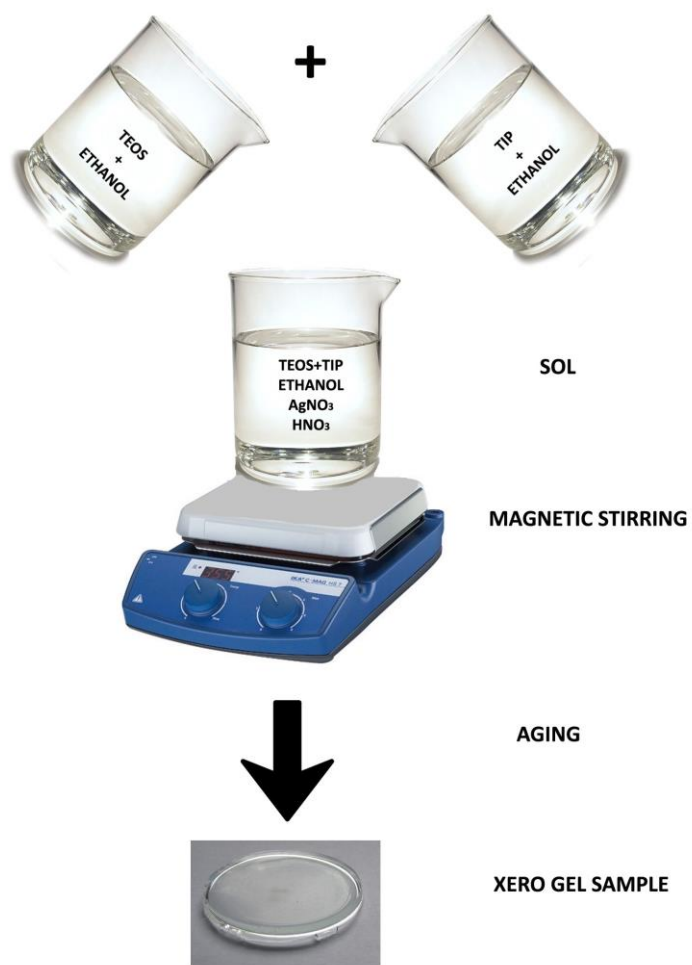 +
TEOS
+
ETHANOL
TIP
+
ETHANOL
TEOS+TIP
ETHANOL
AgNO₃
HNO₃
SOL
MAGNETIC STIRRING
AGING
XERO GEL SAMPLE